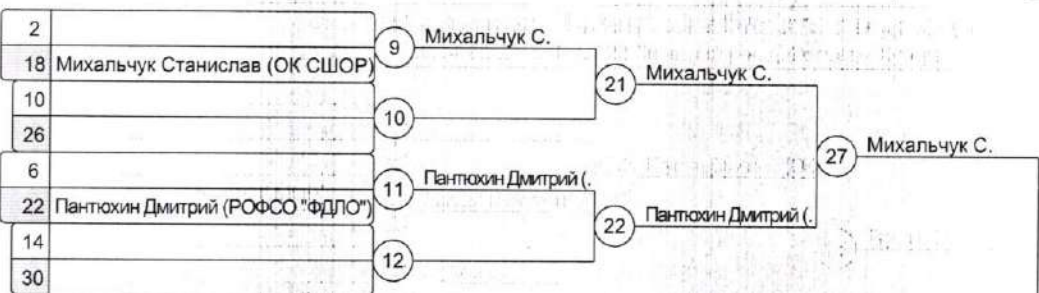 2
9 Михальчук С.
18 Михальчук Станислав (ОК СШОР)
21 Михальчук С.
10
10
26
27 Михальчук С.
6
11 Пантюхин Дмитрий (.
22 Пантюхин Дмитрий (РОФСО "ФДЛО")
22 Пантюхин Дмитрий (.
14
12
30